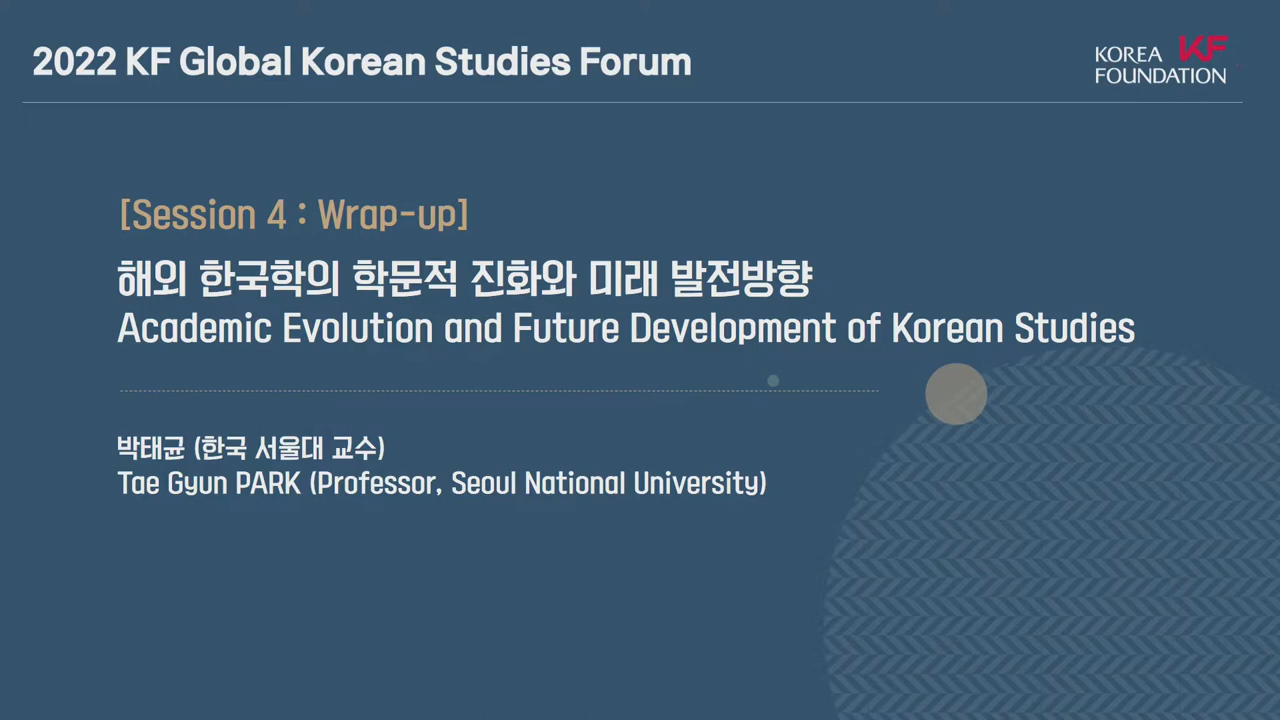 2022 KF Global Korean Studies Forum
KOREA KF
FOUNDATION
[Session 4 : Wrap-up]
해외 한국학의 학문적 진화와 미래 발전방향
Academic Evolution and Future Development of Korean Studies
박태균 (한국 서울대 교수)
Tae Gyun PARK (Professor, Seoul National University)